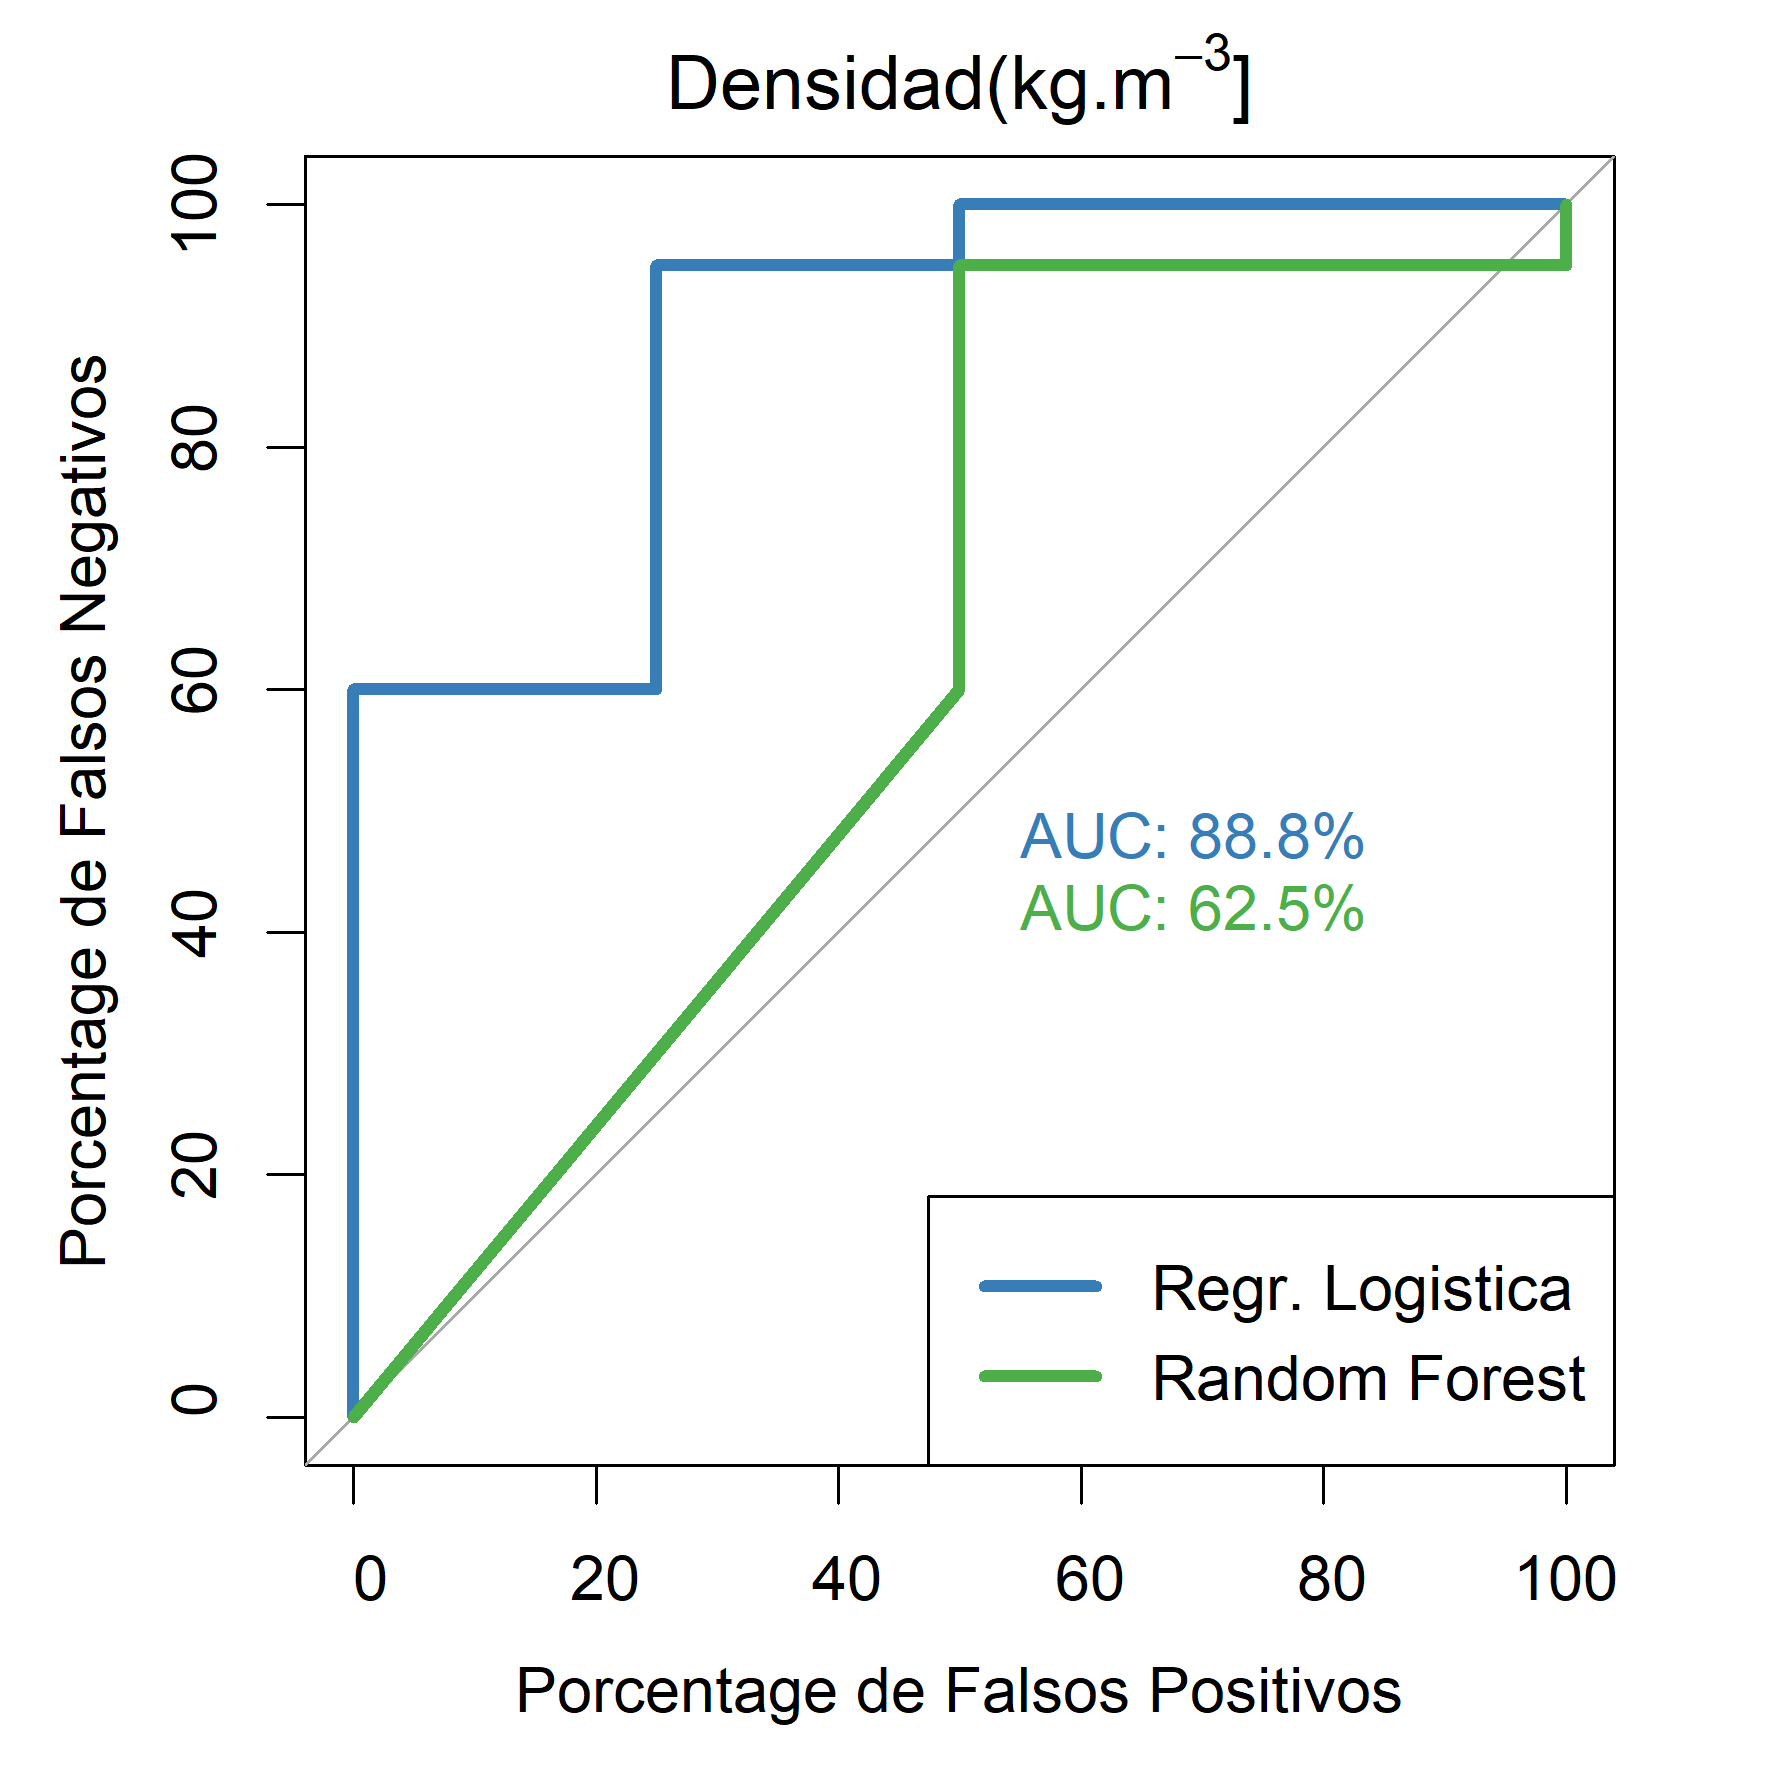 Densidad(kg.m⁻³]
Porcentage de Falsos Negativos
100
80
60
40
20
0
AUC: 88.8%
AUC: 62.5%
Regr. Logistica
Random Forest
0 20 40 60 80 100
Porcentage de Falsos Positivos